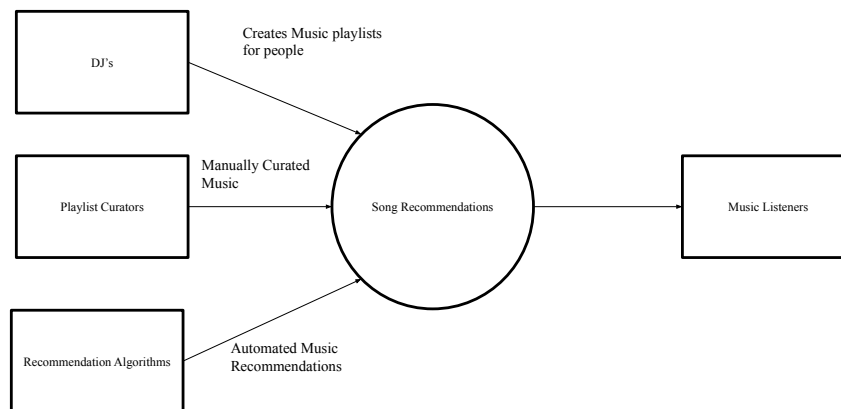 Creates Music playlists
for people
DJ's
Manually Curated
Music
Playlist Curators
Song Recommendations
Music Listeners
Automated Music
Recommendations
Recommendation Algorithms